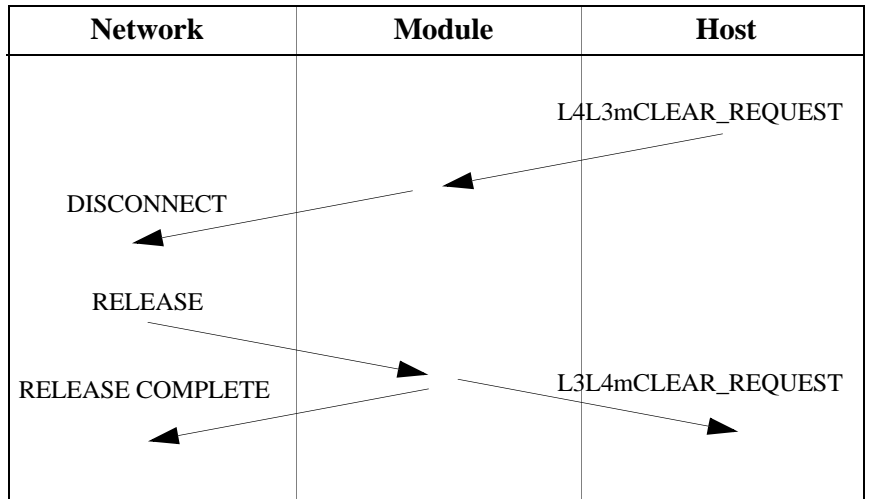 Network Module Host
L4L3mCLEAR_REQUEST
DISCONNECT
RELEASE
RELEASE COMPLETE L3L4mCLEAR_REQUEST